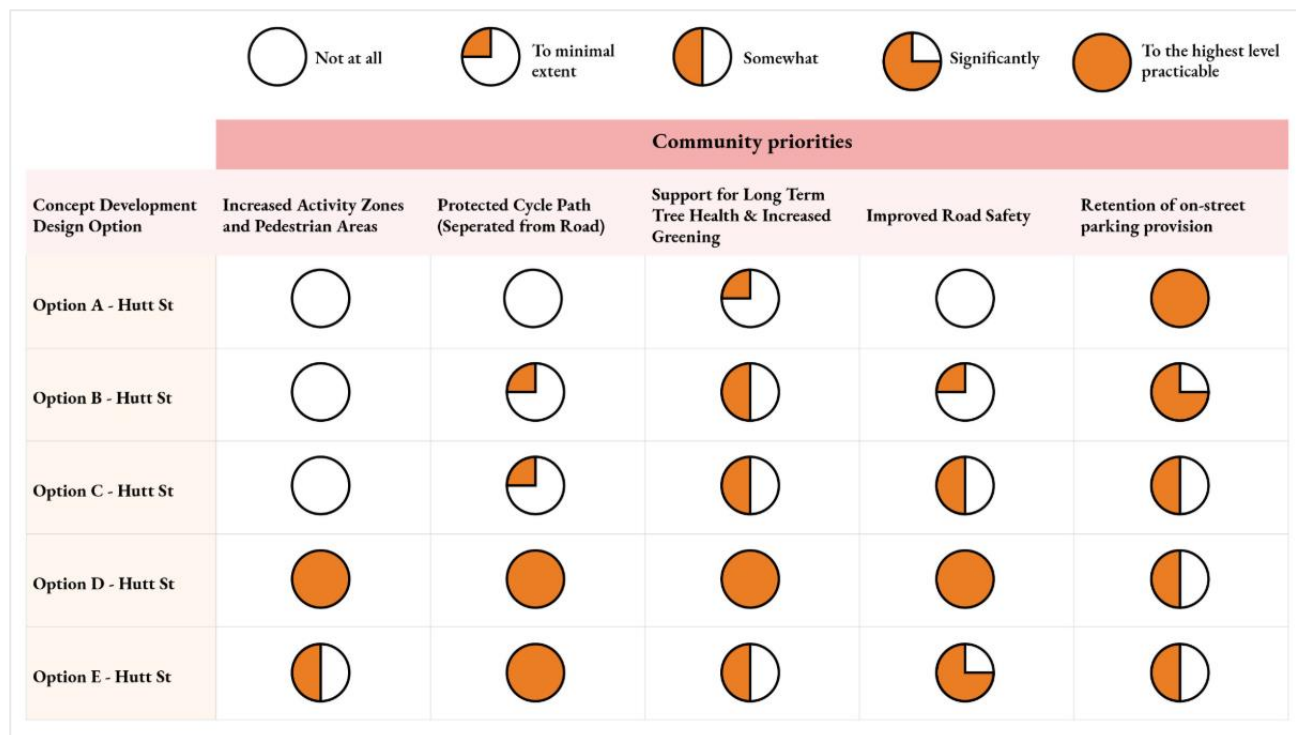 Not at all
To minimal
extent
Somewhat
Significantly
To the highest level
practicable
Community priorities
Concept Development
Design Option
Increased Activity Zones
and Pedestrian Areas
Protected Cycle Path
(Seperated from Road)
Support for Long Term
Tree Health & Increased
Greening
Improved Road Safety
Retention of on-street
parking provision
Option A - Hutt St
Option B - Hutt St
Option C - Hutt St
Option D - Hutt St
Option E - Hutt St